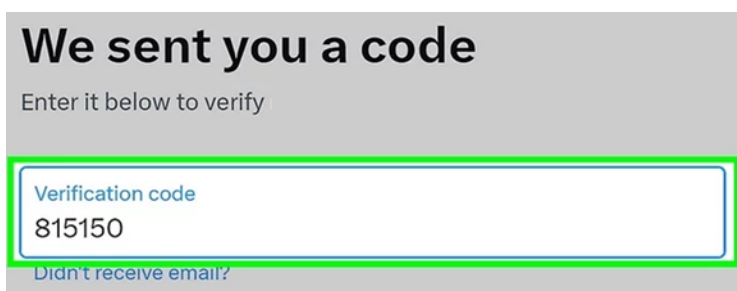 We sent you a code
Enter it below to verify
Verification code
815150
Didn't receive email?